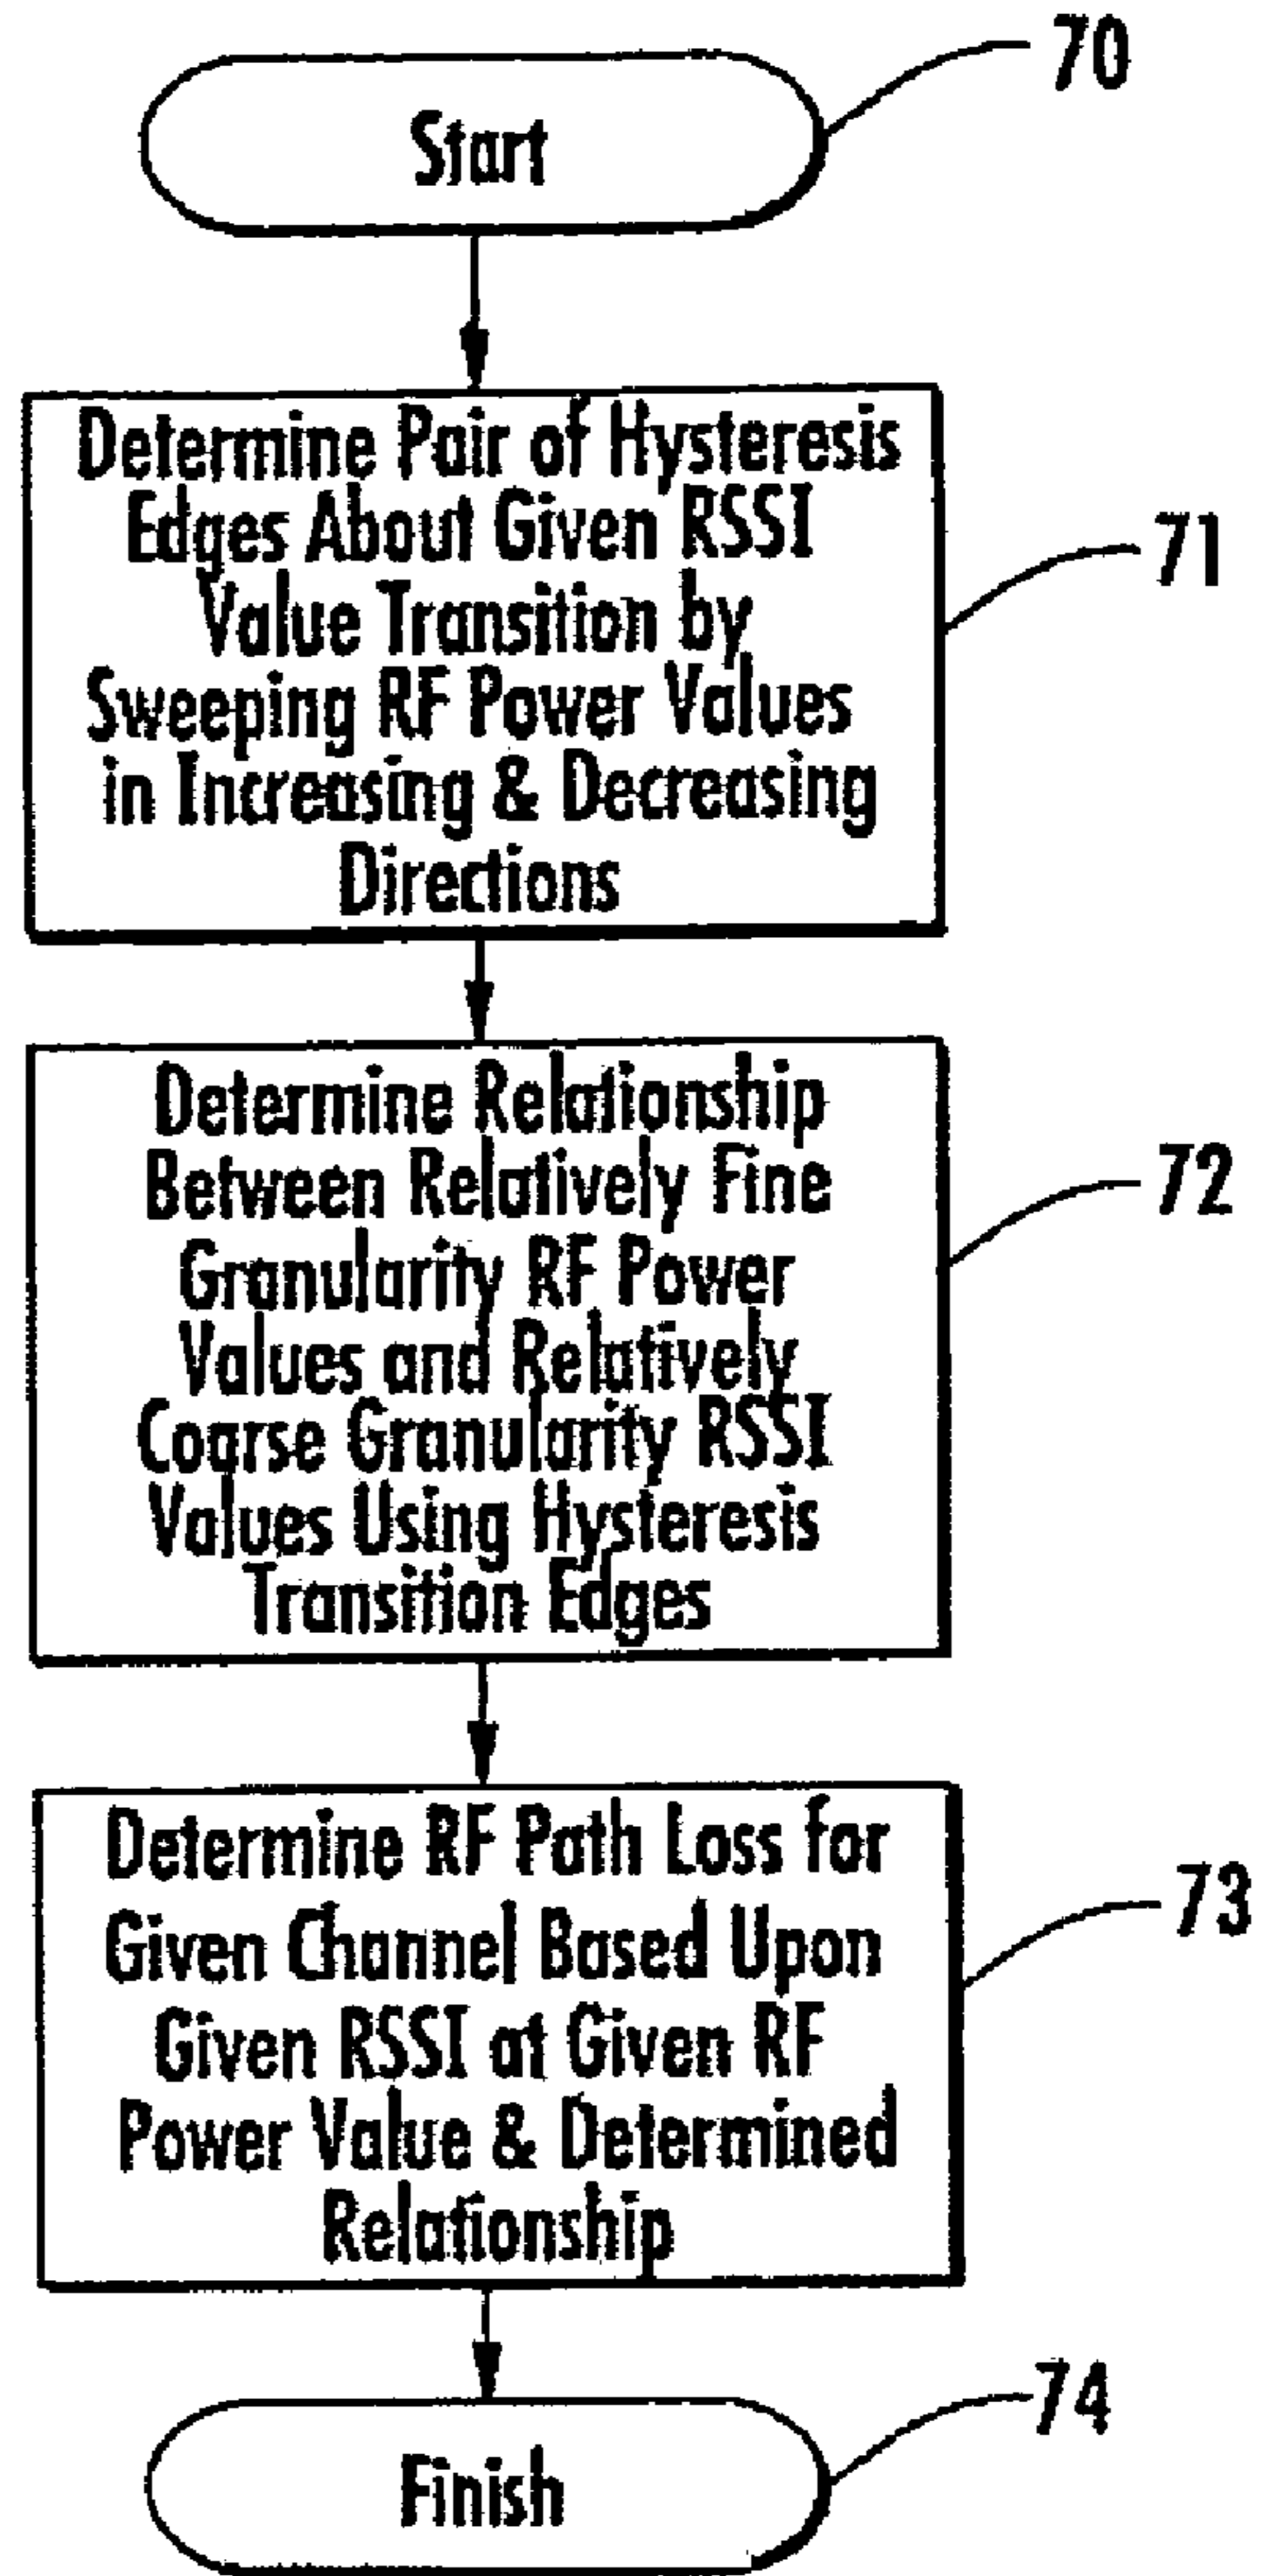 70
Start
Determine Pair of Hysteresis
Edges About Given RSSI
Value Transition by
Sweeping RF Power Values
in Increasing & Decreasing
Directions
71
Determine Relationship
Between Relatively Fine
Granularity RF Power
Values and Relatively
Coarse Granularity RSSI
Values Using Hysteresis
Transition Edges
72
Determine RF Path Loss for
Given Channel Based Upon
Given RSSI at Given RF
Power Value & Determined
Relationship
73
74
Finish